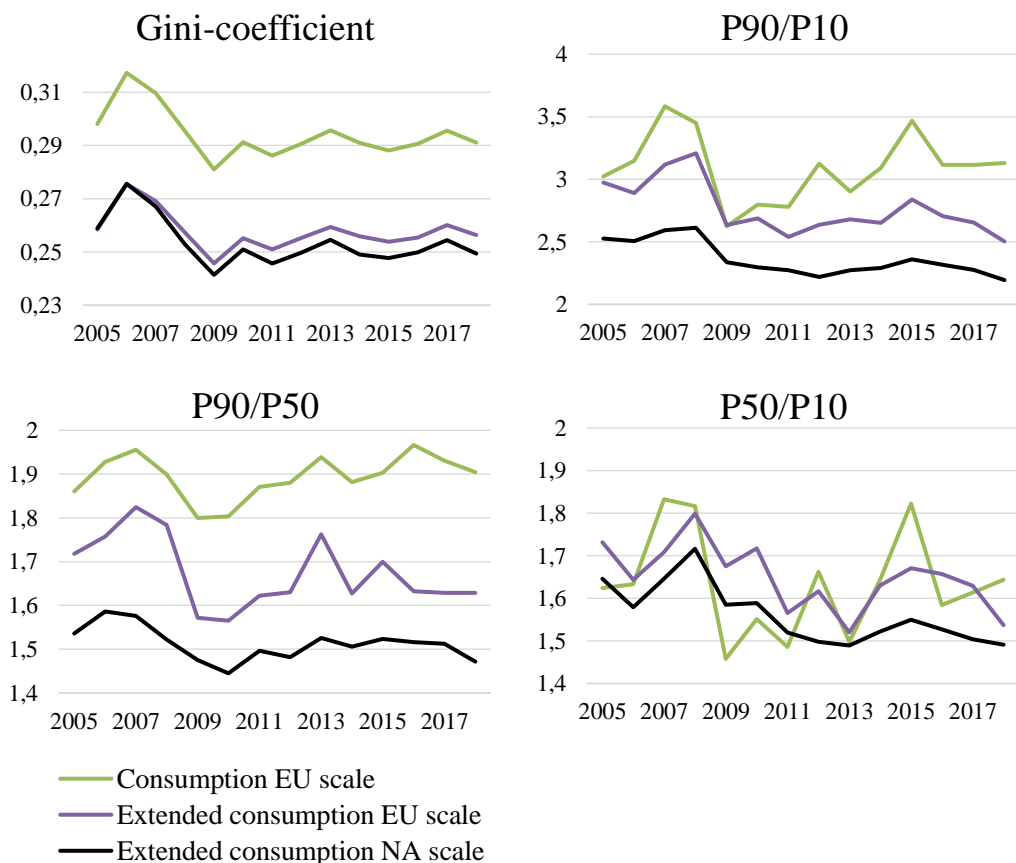 Gini-coefficient
0,31
0,29
0,27
0,25
0,23
2005 2007 2009 2011 2013 2015 2017
P90/P10
4
3,5
3
2,5
2
2005 2007 2009 2011 2013 2015 2017
P90/P50
2
1,9
1,8
1,7
1,6
1,5
1,4
2005 2007 2009 2011 2013 2015 2017
P50/P10
2
1,9
1,8
1,7
1,6
1,5
1,4
2005 2007 2009 2011 2013 2015 2017
Consumption EU scale
Extended consumption EU scale
Extended consumption NA scale